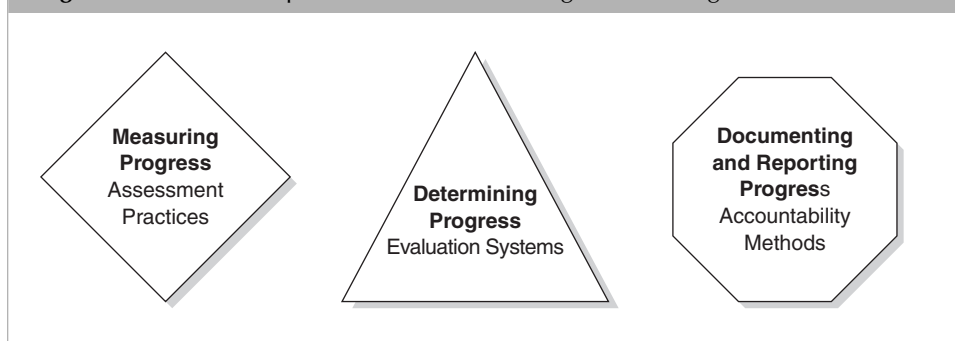 Measuring
Progress
Assessment
Practices
Determining
Progress
Evaluation Systems
Documenting
and Reporting
Progress
Accountability
Methods